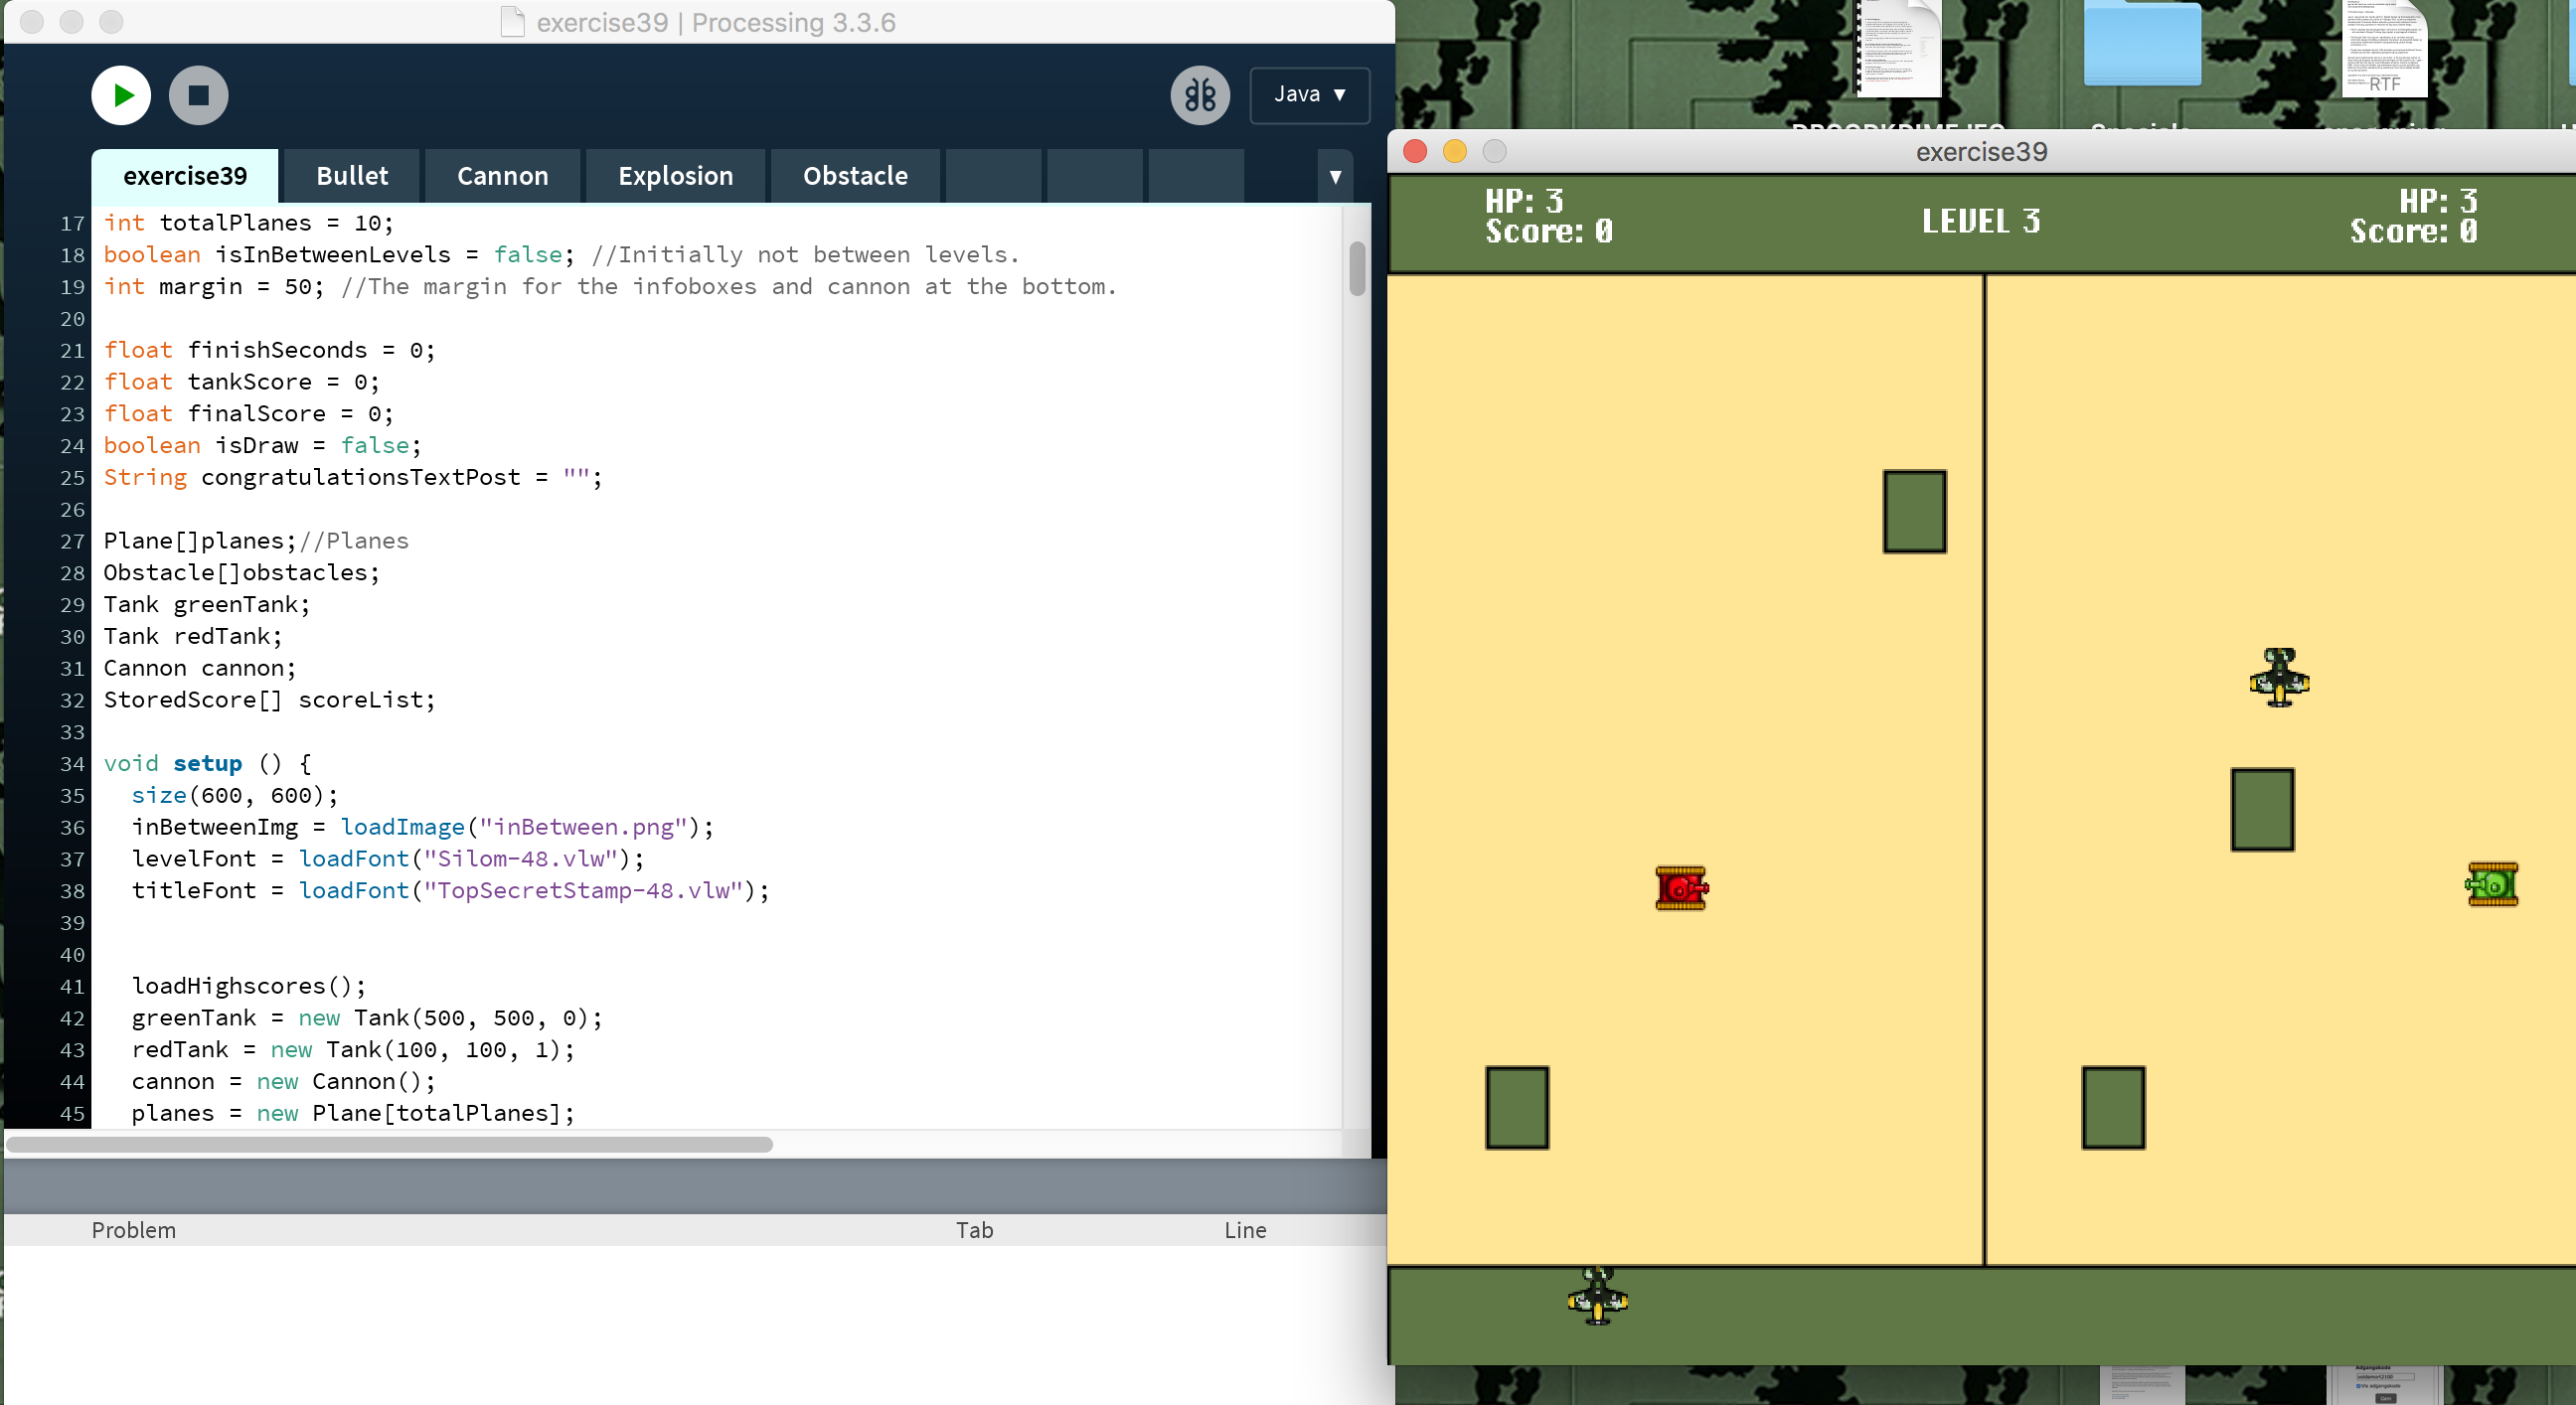 exercise39 | Processing 3.3.6
Java ▼
exercise39 Bullet Cannon Explosion Obstacle ▼
17 int totalPlanes = 10;
18 boolean isInBetweenLevels = false; //Initially not between levels.
19 int margin = 50; //The margin for the infoboxes and cannon at the bottom.
20
21 float finishSeconds = 0;
22 float tankScore = 0;
23 float finalScore = 0;
24 boolean isDraw = false;
25 String congratulationsTextPost = "";
26
27 Plane[]planes;//Planes
28 Obstacle[]obstacles;
29 Tank greenTank;
30 Tank redTank;
31 Cannon cannon;
32 StoredScore[] scoreList;
33
34 void setup () {
35 size(600, 600);
36 inBetweenImg = loadImage("inBetween.png");
37 levelFont = loadFont("Silom-48.vlw");
38 titleFont = loadFont("TopSecretStamp-48.vlw");
39
40
41 loadHighscores();
42 greenTank = new Tank(500, 500, 0);
43 redTank = new Tank(100, 100, 1);
44 cannon = new Cannon();
45 planes = new Plane[totalPlanes];
Problem Tab Line
RTF
exercise39
HP: 3
Score: 0
LEVEL 3
HP: 3
Score: 0